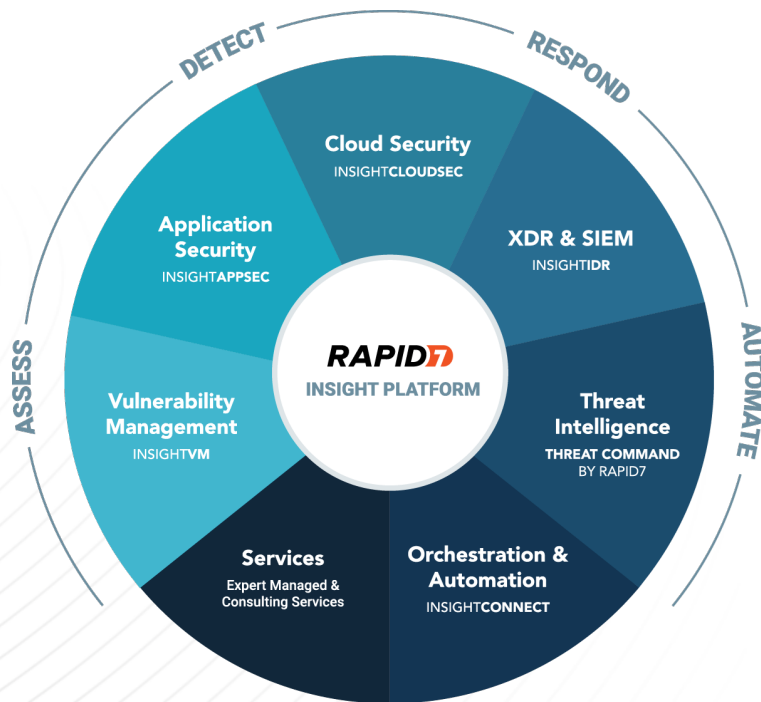 DETECT
RESPOND
AUTOMATE
ASSESS
Cloud Security
INSIGHTCLOUDSEC
Application
Security
INSIGHTAPPSEC
XDR & SIEM
INSIGHTIDR
RAPID7
INSIGHT PLATFORM
Vulnerability
Management
INSIGHTVM
Threat
Intelligence
THREAT COMMAND
BY RAPID7
Services
Expert Managed &
Consulting Services
Orchestration &
Automation
INSIGHTCONNECT